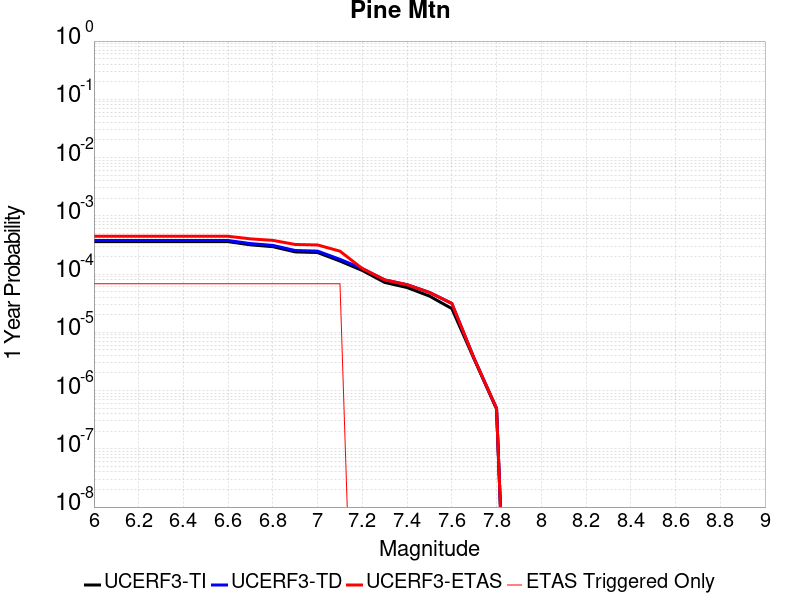 Pine Mtn
10 0
10 -1
10 -2
10 -3
10 -4
10 -5
10 -6
10 -7
10 -8
1 Year Probability
6 6.2 6.4 6.6 6.8 7 7.2 7.4 7.6 7.8 8 8.2 8.4 8.6 8.8 9
Magnitude
UCERF3-TI UCERF3-TD UCERF3-ETAS ETAS Triggered Only